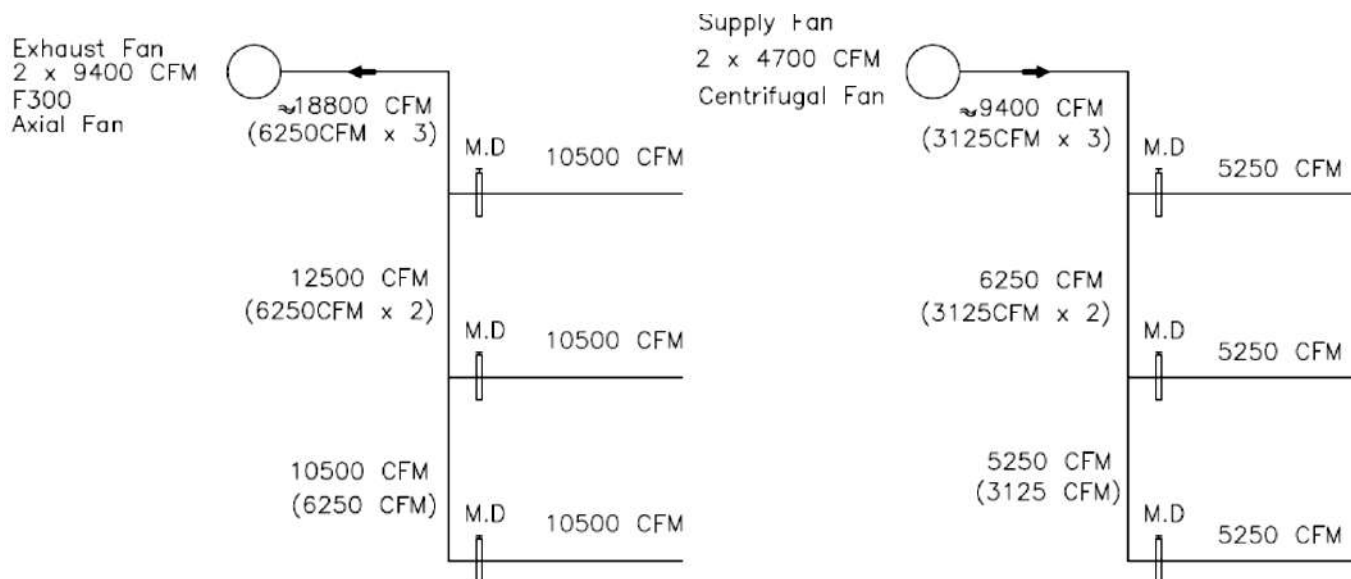 Exhaust Fan
2 x 9400 CFM
F300
Axial Fan
≈18800 CFM
(6250CFM x 3)
M.D
10500 CFM
12500 CFM
(6250CFM x 2)
M.D
10500 CFM
10500 CFM
(6250 CFM)
M.D
10500 CFM
Supply Fan
2 x 4700 CFM
Centrifugal Fan
≈9400 CFM
(3125CFM x 3)
M.D
5250 CFM
6250 CFM
(3125CFM x 2)
M.D
5250 CFM
5250 CFM
(3125 CFM)
M.D
5250 CFM